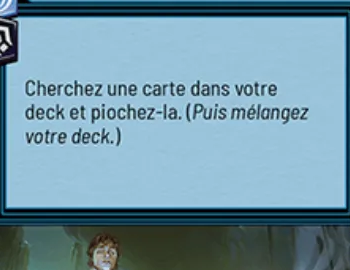 Cherchez une carte dans votre
deck et piochez-la. (Puis mélangez
votre deck.)